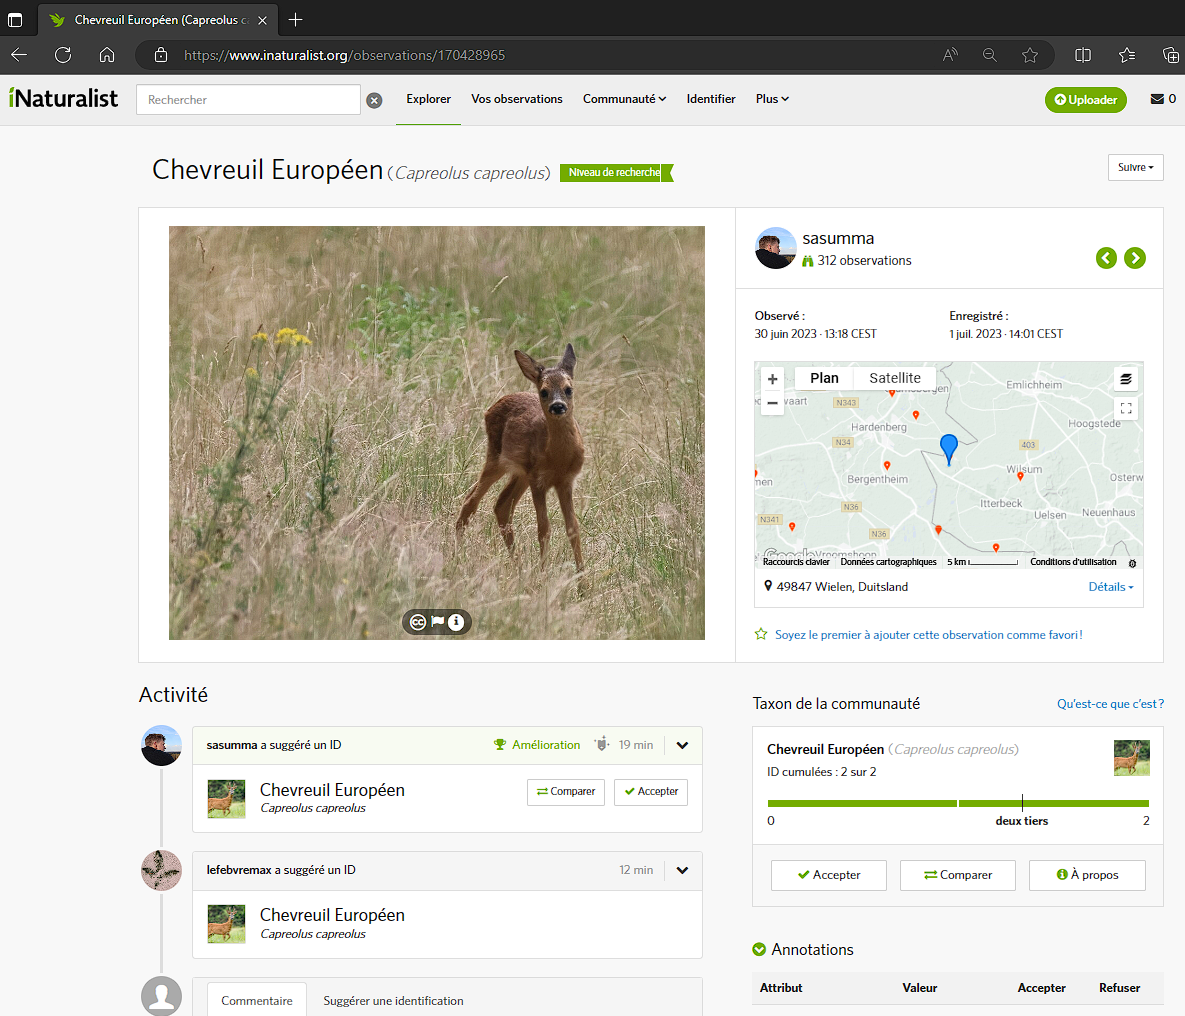 Chevreuil Européen (Capreolus c
https://www.inaturalist.org/observations/170428965
iNaturalist
Rechercher
Explorer
Vos observations
Communauté
Identifier
Plus
Uploader
0
Chevreuil Européen (Capreolus capreolus)
Niveau de recherche
Suivre
sasumma
312 observations
Observé :
30 juin 2023 · 13:18 CEST
Enregistré :
1 juil. 2023 · 14:01 CEST
Plan
Satellite
Emlichheim
N343
Hardenberg
Hoogstede
N34
403
Wilsum
Bergentheim
Osterw
Itterbeck
N36
Uelsen
Neuenhaus
N341
N36
Vroomshoop
Raccourcis clavier
Données cartographiques
5 km
Conditions d'utilisation
49847 Wielen, Duitsland
Détails
Soyez le premier à ajouter cette observation comme favori!
Activité
sasumma a suggéré un ID
Amélioration
19 min
Chevreuil Européen
Capreolus capreolus
Comparer
Accepter
lefebvremax a suggéré un ID
12 min
Chevreuil Européen
Capreolus capreolus
Commentaire
Suggérer une identification
Taxon de la communauté
Qu'est-ce que c'est ?
Chevreuil Européen (Capreolus capreolus)
ID cumulées : 2 sur 2
0
deux tiers
2
Accepter
Comparer
À propos
Annotations
Attribut
Valeur
Accepter
Refuser